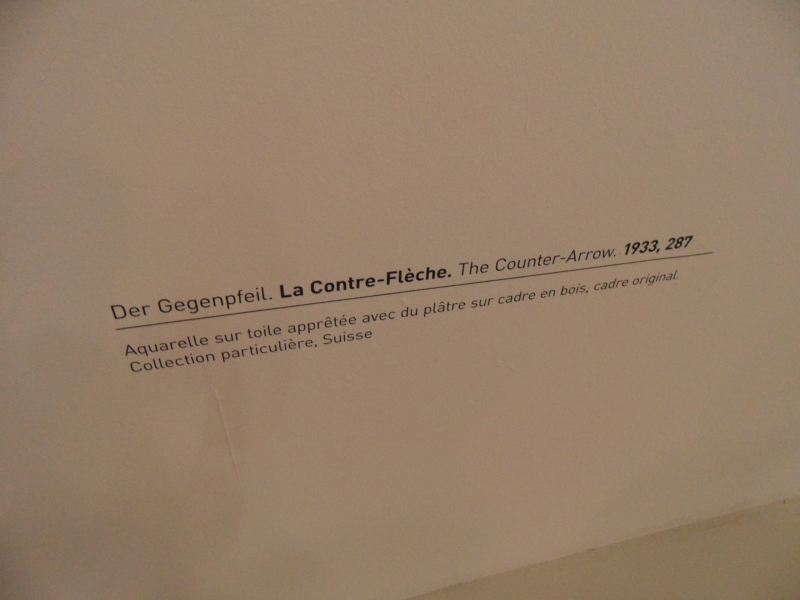 Der Gegenpfeil. La Contre-Flèche. The Counter-Arrow. 1933, 287
Aquarelle sur toile apprêtée avec du plâtre sur cadre en bois, cadre original.
Collection particulière, Suisse